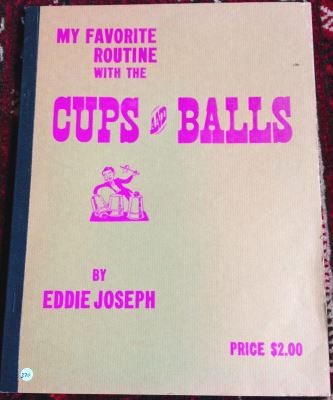 MY FAVORITE
ROUTINE
WITH THE
CUPS AND BALLS
BY
EDDIE JOSEPH
PRICE $2.00